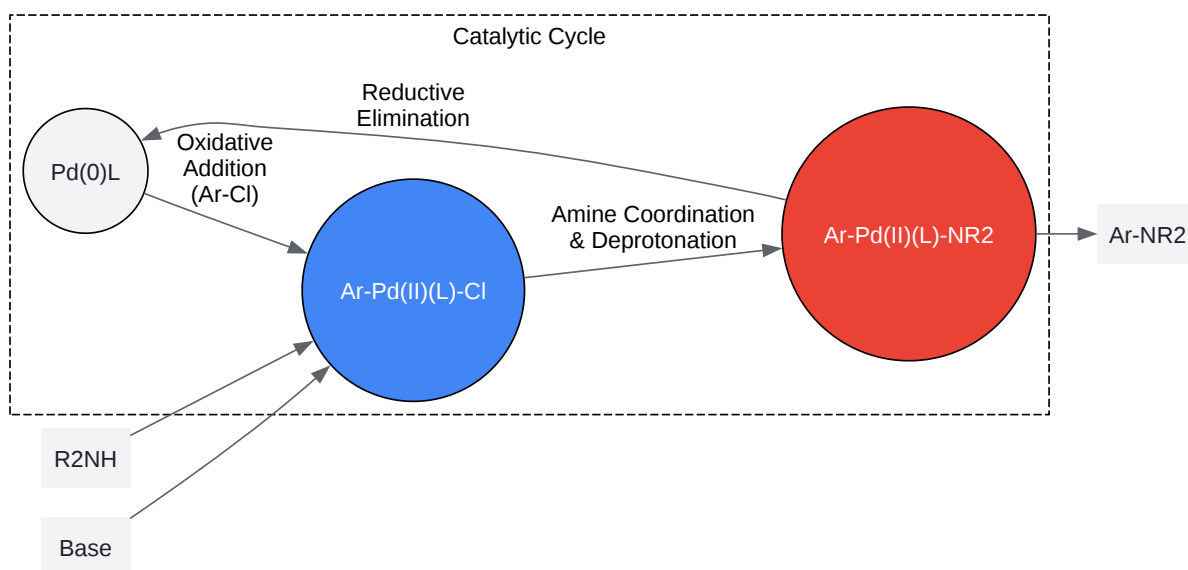 Catalytic Cycle
Reductive
Elimination
Oxidative
Addition
(Ar-Cl)
Pd(0)L
Amine Coordination
& Deprotonation
Ar-Pd(II)(L)-NR2
Ar-NR2
Ar-Pd(II)(L)-Cl
R2NH
Base